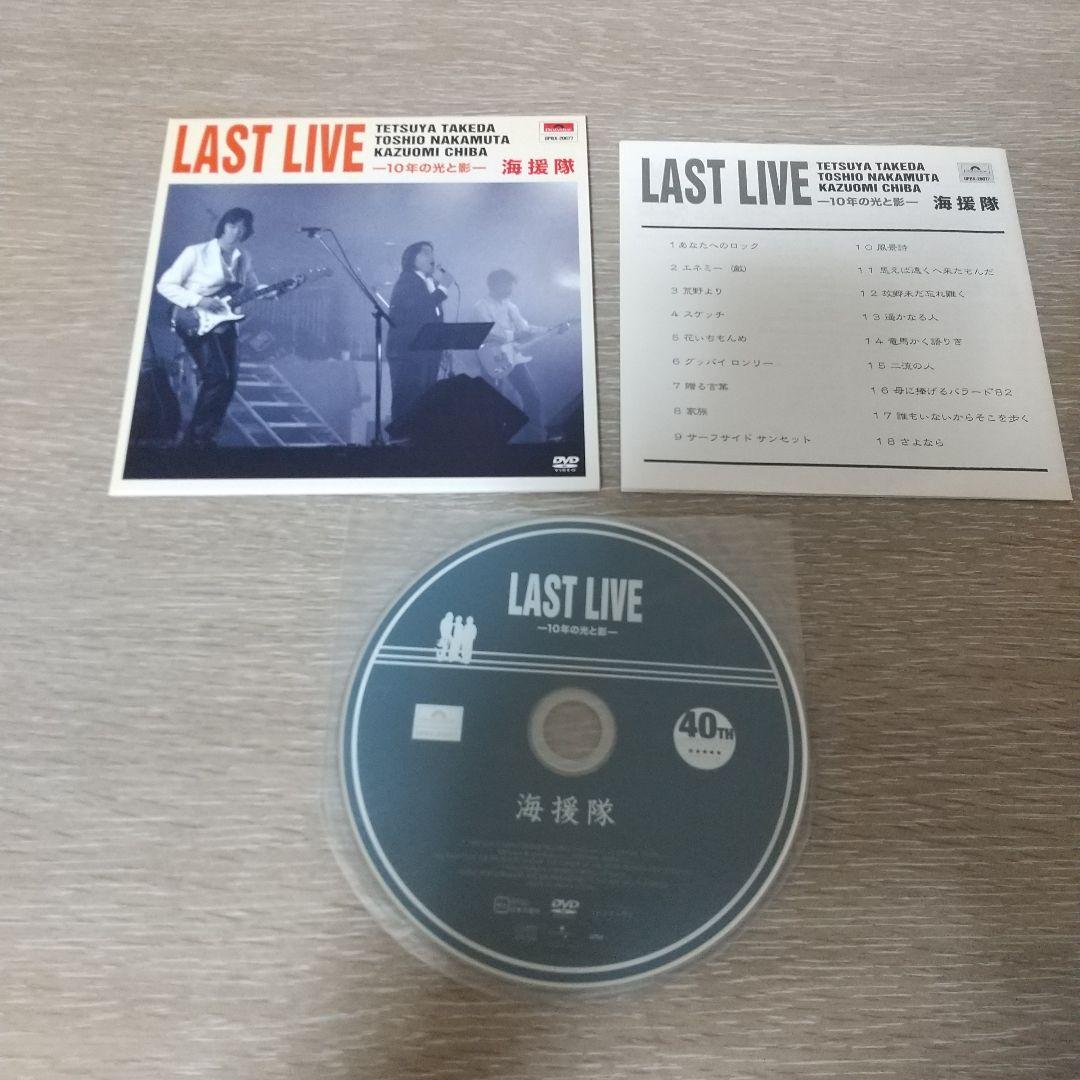 LAST LIVE
TETSUYA TAKEDA
TOSHIO NAKAMUTA
KAZUOMI CHIBA
—10年の光と影—
海援隊
Polydor
UPBX-20077
DVD
VIDEO
LAST LIVE
TETSUYA TAKEDA
TOSHIO NAKAMUTA
KAZUOMI CHIBA
—10年の光と影—
海援隊
UPBX-20077
1 あなたへのロック
2 エネミー (敵)
3 荒野より
4 スケッチ
5 花いちもんめ
6 グッバイ ロンリー
7 贈る言葉
8 家族
9 サーフサイド サンセット
10 風景詩
11 思えば遠くへ来たもんだ
12 故郷未だ忘れ難く
13 遥かなる人
14 竜馬かく語りき
15 二流の人
16 母に捧げるバラード'82
17 誰もいないからそこを歩く
18 さよなら
LAST LIVE
—10年の光と影—
40TH
海援隊
DVD